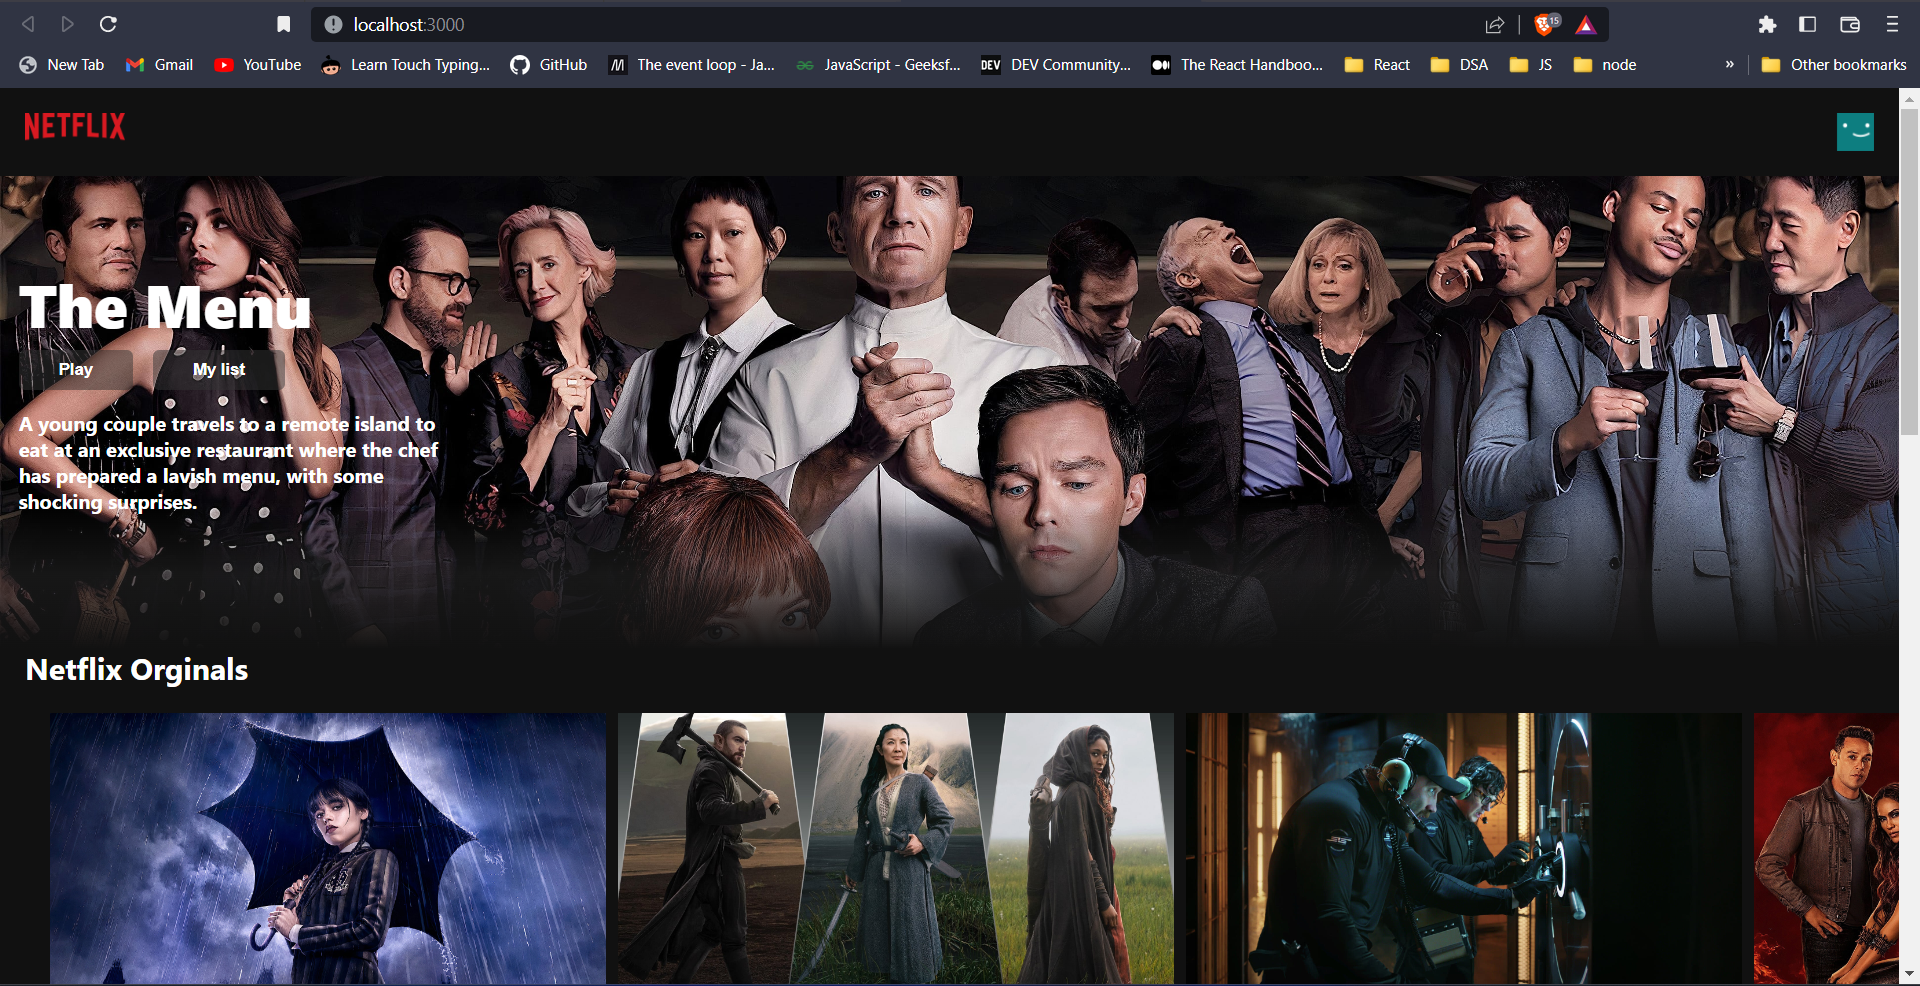 localhost:3000
15
New Tab
Gmail
YouTube
Learn Touch Typing...
GitHub
M
The event loop - Ja...
JavaScript - Geeksf...
DEV
DEV Community...
The React Handboo...
React
DSA
JS
node
»
Other bookmarks
NETFLIX
The Menu
Play
My list
A young couple travels to a remote island to
eat at an exclusive restaurant where the chef
has prepared a lavish menu, with some
shocking surprises.
Netflix Orginals